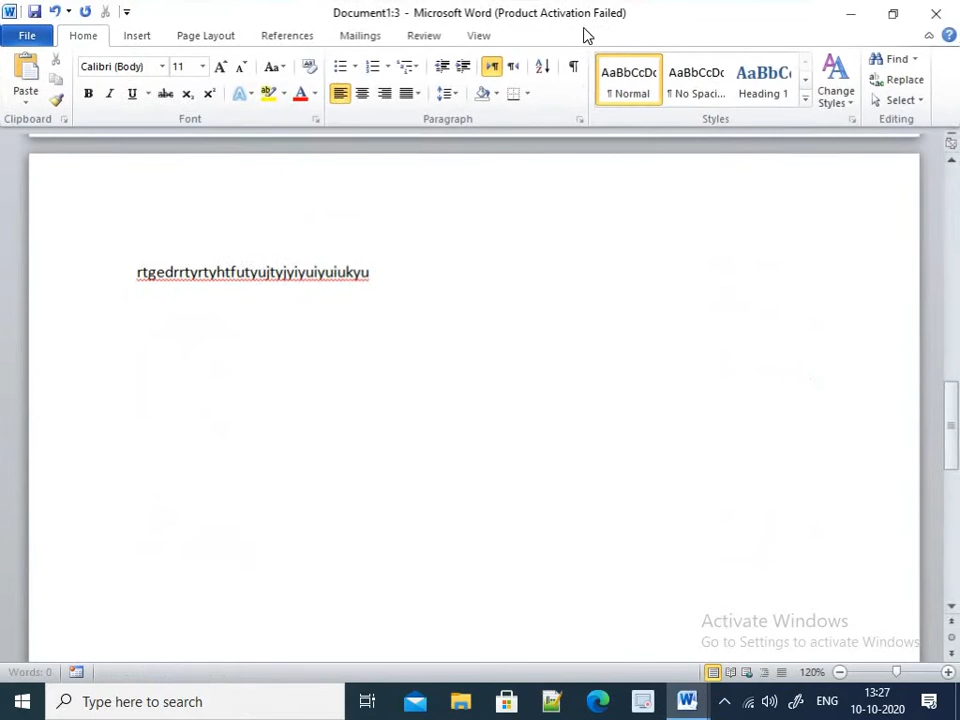 Document1:3 - Microsoft Word (Product Activation Failed)
File Home Insert Page Layout References Mailings Review View
Paste
Calibri (Body) 11
AaBbCcDc AaBbCcDc AaBbC
¶ Normal ¶ No Spaci... Heading 1
Change
Styles
Find
Replace
Select
Clipboard Font Paragraph Styles Editing
rtgedrrtyrtyhtfutyujtyjyiyuiyuiukyu
Activate Windows
Go to Settings to activate Windows
Words: 0 120%
Type here to search
ENG
13:27
10-10-2020